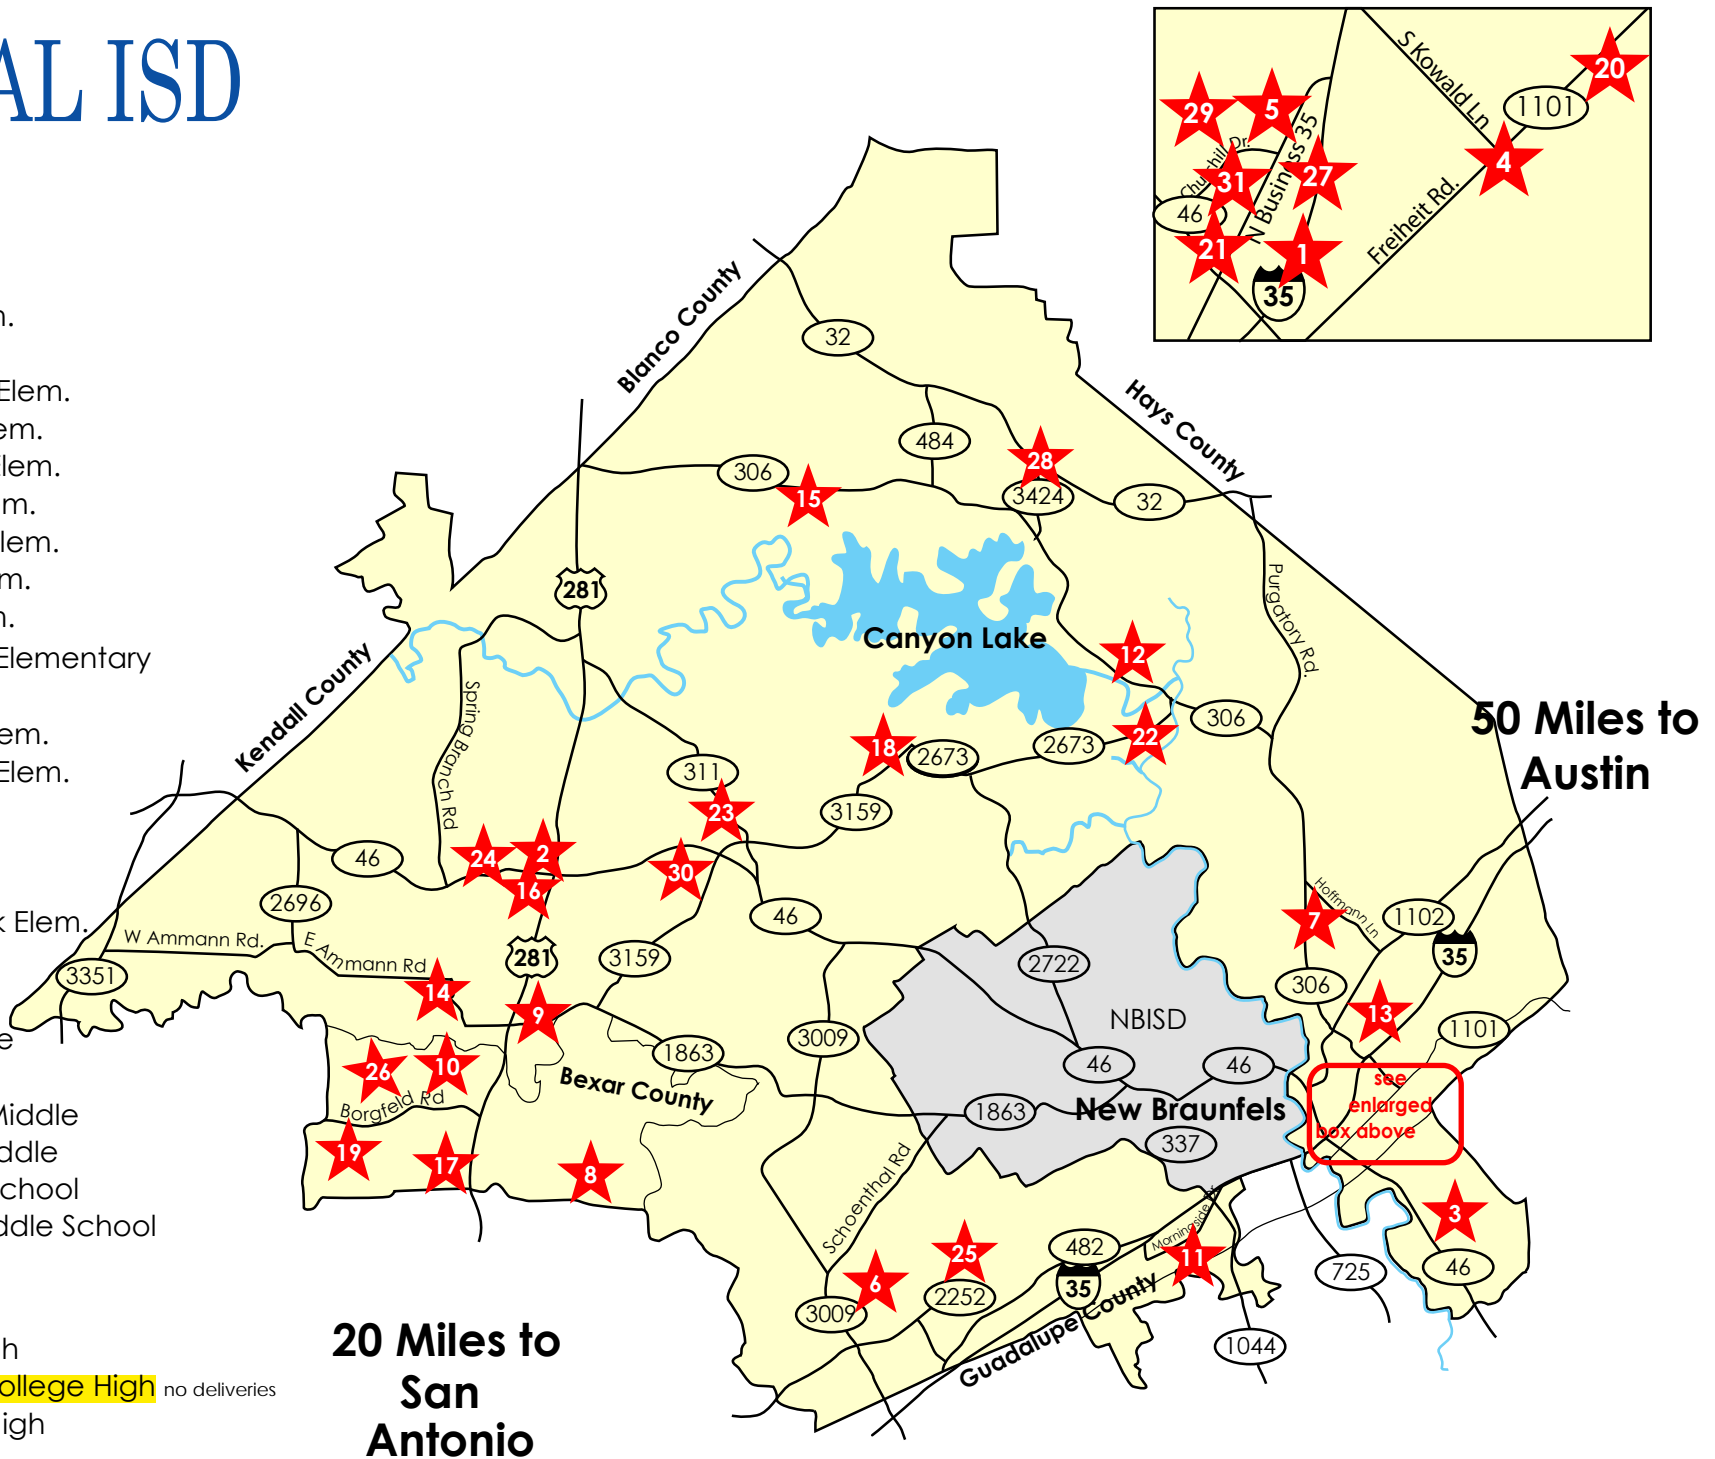 AL ISD
m.
Elem.
em.
Elem.
m.
lem.
m.
n.
Elementary
em.
Elem.
k Elem.
e
Middle
ddle
chool
ddle School
h
ollege High no deliveries
igh
S Kowald Ln
20
1101
29
5
4
Churchill Dr.
N Business 35
31
27
46
Freiheit Rd.
21
1
35
Blanco County
32
Hays County
484
306
28
15
3424
32
281
Purgatory Rd.
Canyon Lake
12
Kendall County
Spring Branch Rd
306
50 Miles to
Austin
22
18
2673
2673
311
23
3159
24
2
46
16
30
2696
46
Hoffmann Ln
7
1102
W Ammann Rd.
E Ammann Rd
281
3159
2722
35
3351
14
306
9
13
NBISD
1101
3009
1863
46
46
26
10
Bexar County
see
enlarged
box above
Borgfeld Rd
1863
New Braunfels
337
19
17
8
Schoenthal Rd
Morningside Dr.
3
25
482
11
46
725
6
35
2252
3009
Guadalupe County
1044
20 Miles to
San
Antonio